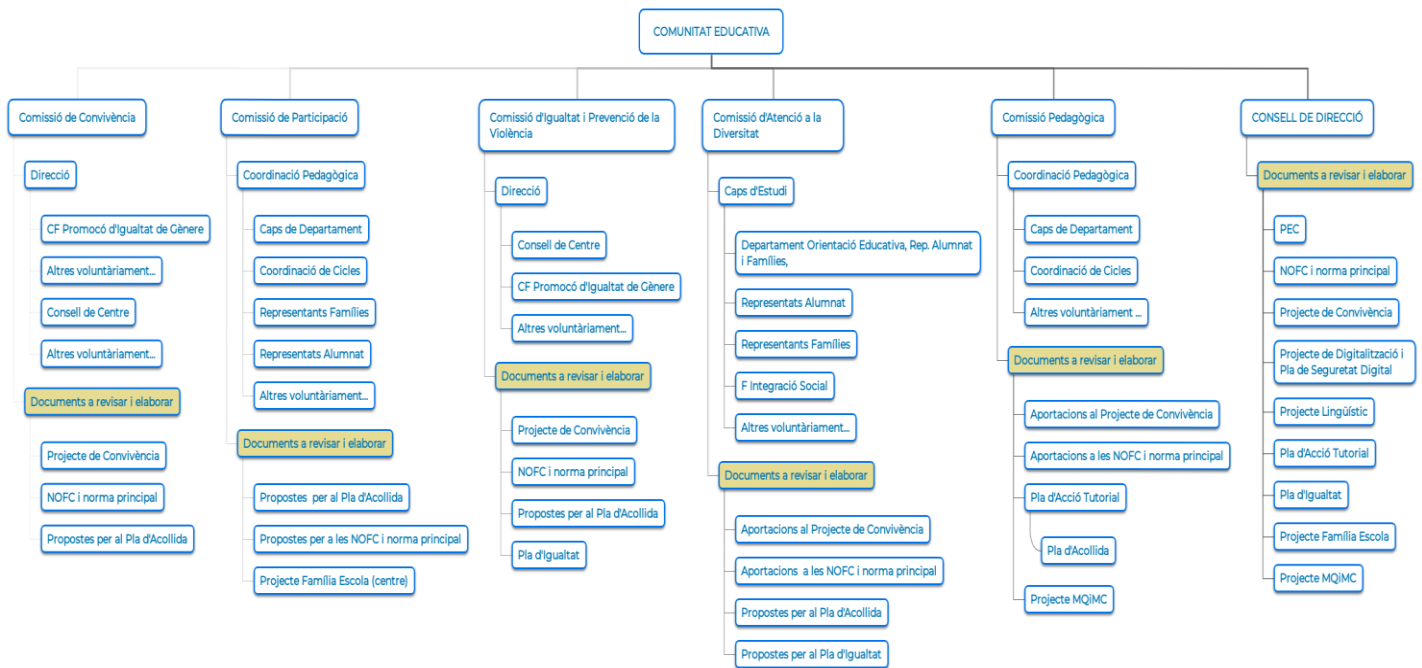 COMUNITAT EDUCATIVA
Comissió de Convivència
Direcció
CF Promocó d'Igualtat de Gènere
Altres voluntàriament...
Consell de Centre
Altres voluntàriament...
Documents a revisar i elaborar
Projecte de Convivència
NOFC i norma principal
Propostes per al Pla d'Acollida
Comissió de Participació
Coordinació Pedagògica
Caps de Departament
Coordinació de Cicles
Representants Famílies
Representats Alumnat
Altres voluntàriament...
Documents a revisar i elaborar
Propostes per al Pla d'Acollida
Propostes per a les NOFC i norma principal
Projecte Família Escola (centre)
Comissió d'Igualtat i Prevenció de la
Violència
Direcció
Consell de Centre
CF Promocó d'Igualtat de Gènere
Altres voluntàriament...
Documents a revisar i elaborar
Projecte de Convivència
NOFC i norma principal
Propostes per al Pla d'Acollida
Pla d'Igualtat
Comissió d'Atenció a la
Diversitat
Caps d'Estudi
Departament Orientació Educativa, Rep. Alumnat
i Famílies,
Representats Alumnat
Representants Famílies
F Integració Social
Altres voluntàriament...
Documents a revisar i elaborar
Aportacions al Projecte de Convivència
Aportacions a les NOFC i norma principal
Propostes per al Pla d'Acollida
Propostes per al Pla d'Igualtat
Comissió Pedagògica
Coordinació Pedagògica
Caps de Departament
Coordinació de Cicles
Altres voluntàriament ...
Documents a revisar i elaborar
Aportacions al Projecte de Convivència
Aportacions a les NOFC i norma principal
Pla d'Acció Tutorial
Pla d'Acollida
Projecte MQiMC
CONSELL DE DIRECCIÓ
Documents a revisar i elaborar
PEC
NOFC i norma principal
Projecte de Convivència
Projecte de Digitalització i
Pla de Seguretat Digital
Projecte Lingüístic
Pla d'Acció Tutorial
Pla d'Igualtat
Projecte Família Escola
Projecte MQiMC